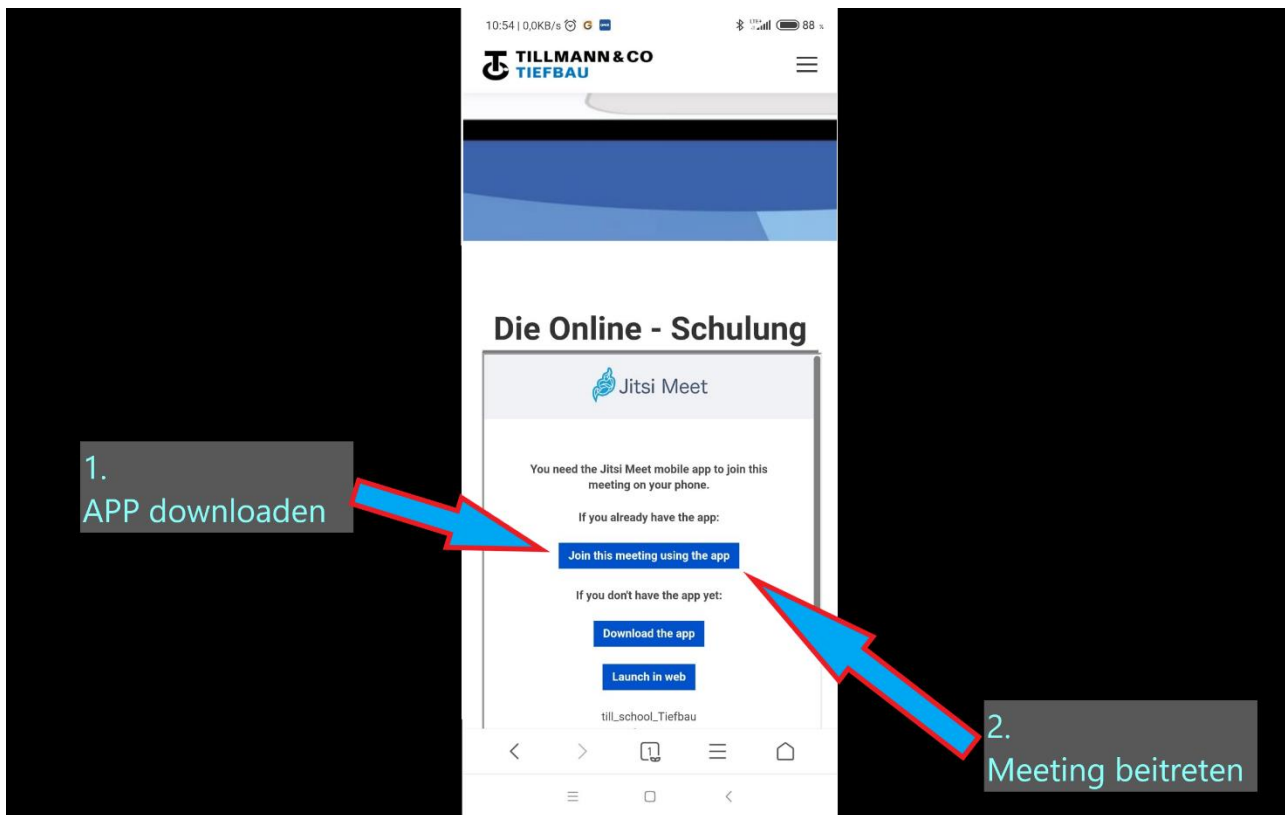 10:54 | 0,0KB/s
88 %
TILLMANN & CO
TIEFBAU
Die Online - Schulung
Jitsi Meet
You need the Jitsi Meet mobile app to join this
meeting on your phone.
If you already have the app:
Join this meeting using the app
If you don't have the app yet:
Download the app
Launch in web
till_school_Tiefbau
1
1.
APP downloaden
2.
Meeting beitreten